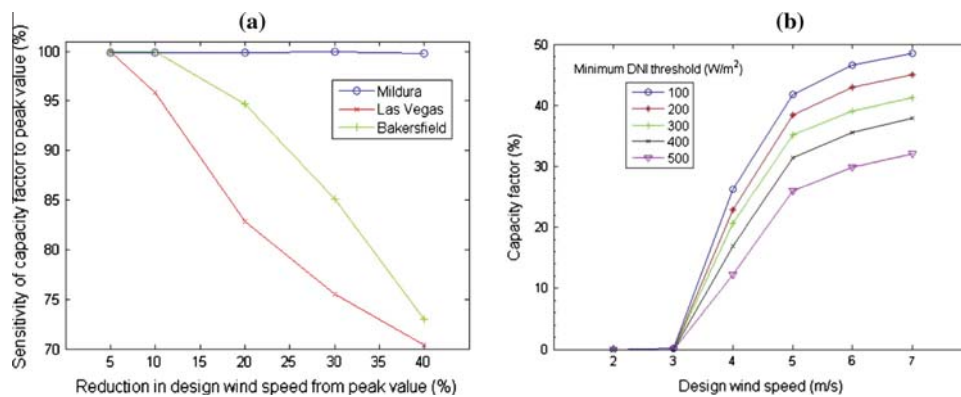 (a)
Sensitivity of capacity factor to peak value (%)
100
95
90
85
80
75
70
Mildura
Las Vegas
Bakersfield
5 10 15 20 25 30 35 40
Reduction in design wind speed from peak value (%)
(b)
Capacity factor (%)
50
40
30
20
10
0
Minimum DNI threshold (W/m²)
100
200
300
400
500
2 3 4 5 6 7
Design wind speed (m/s)